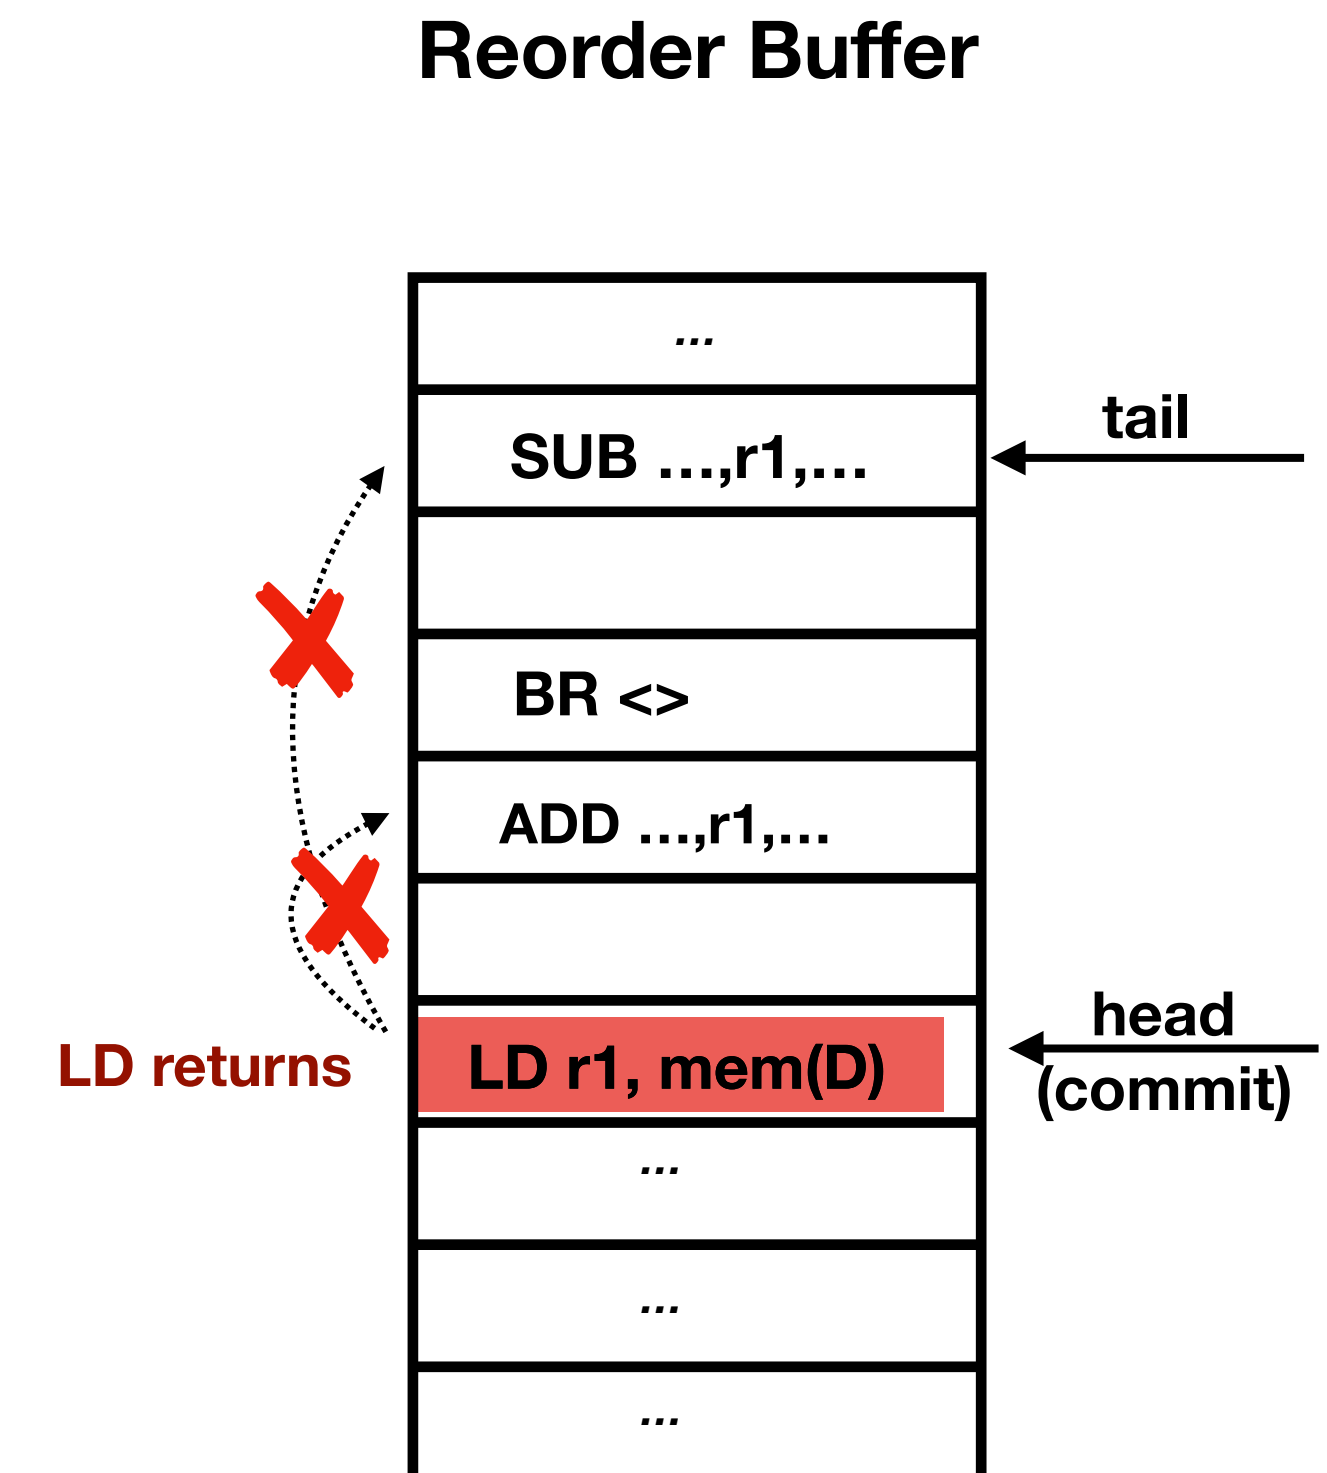 Reorder Buffer
...
SUB ...,r1,...
tail
BR <>
ADD ...,r1,...
head
LD returns
LD r1, mem(D)
(commit)
...
...
...